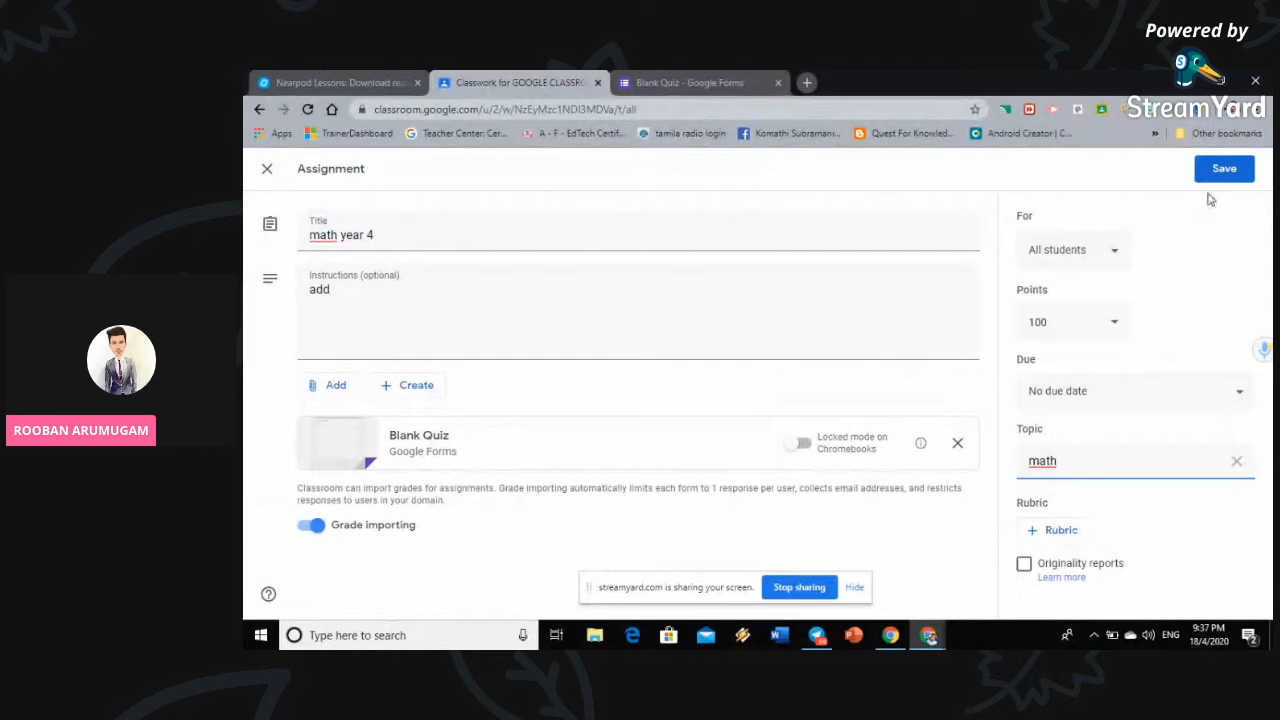 Powered by
StreamYard
Nearpod Lessons: Download rea
Classwork for GOOGLE CLASSRO
Blank Quiz - Google Forms
classroom.google.com/u/2/w/NzEyMzc1NDI3MDVa/t/all
Apps
TrainerDashboard
Teacher Center: Cer...
A - F - EdTech Certif...
tamila radio login
Komathi Subramani...
Quest For Knowled...
Android Creator | C...
Other bookmarks
Assignment
Save
Title
math year 4
Instructions (optional)
add
Add
Create
Blank Quiz
Google Forms
Locked mode on
Chromebooks
Classroom can import grades for assignments. Grade importing automatically limits each form to 1 response per user, collects email addresses, and restricts
responses to users in your domain.
Grade importing
For
All students
Points
100
Due
No due date
Topic
math
Rubric
Rubric
Originality reports
Learn more
ROOBAN ARUMUGAM
streamyard.com is sharing your screen.
Stop sharing
Hide
Type here to search
ENG
9:37 PM
18/4/2020
2